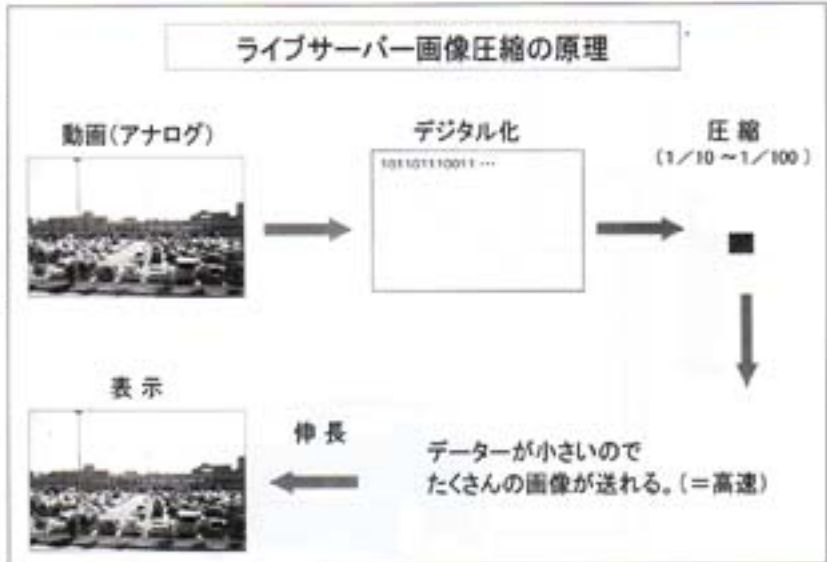 ライブサーバー画像圧縮の原理
動画(アナログ)
デジタル化
圧 縮
(1/10~1/100)
101101110011…
表 示
伸 長
データーが小さいので
たくさんの画像が送れる。(=高速)